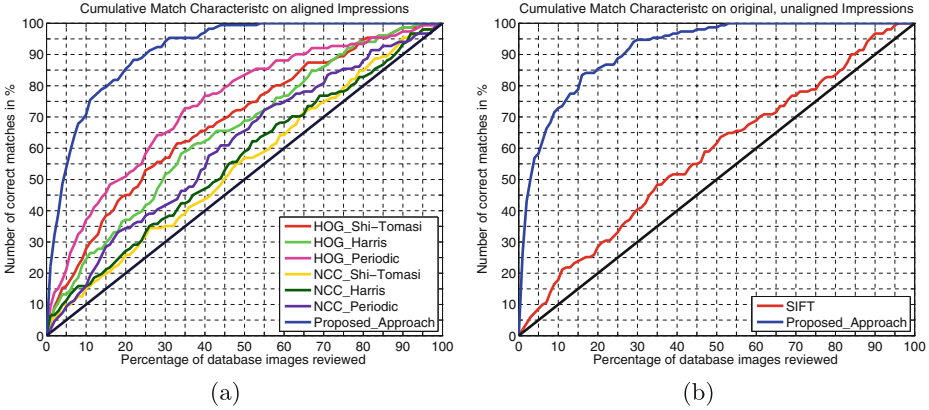 Cumulative Match Characteristc on aligned Impressions
Number of correct matches in %
100
90
80
70
60
50
40
30
20
10
0
0 10 20 30 40 50 60 70 80 90 100
Percentage of database images reviewed
HOG_Shi-Tomasi
HOG_Harris
HOG_Periodic
NCC_Shi-Tomasi
NCC_Harris
NCC_Periodic
Proposed_Approach
(a)
Cumulative Match Characteristc on original, unaligned Impressions
Number of correct matches in %
100
90
80
70
60
50
40
30
20
10
0
0 10 20 30 40 50 60 70 80 90 100
Percentage of database images reviewed
SIFT
Proposed_Approach
(b)